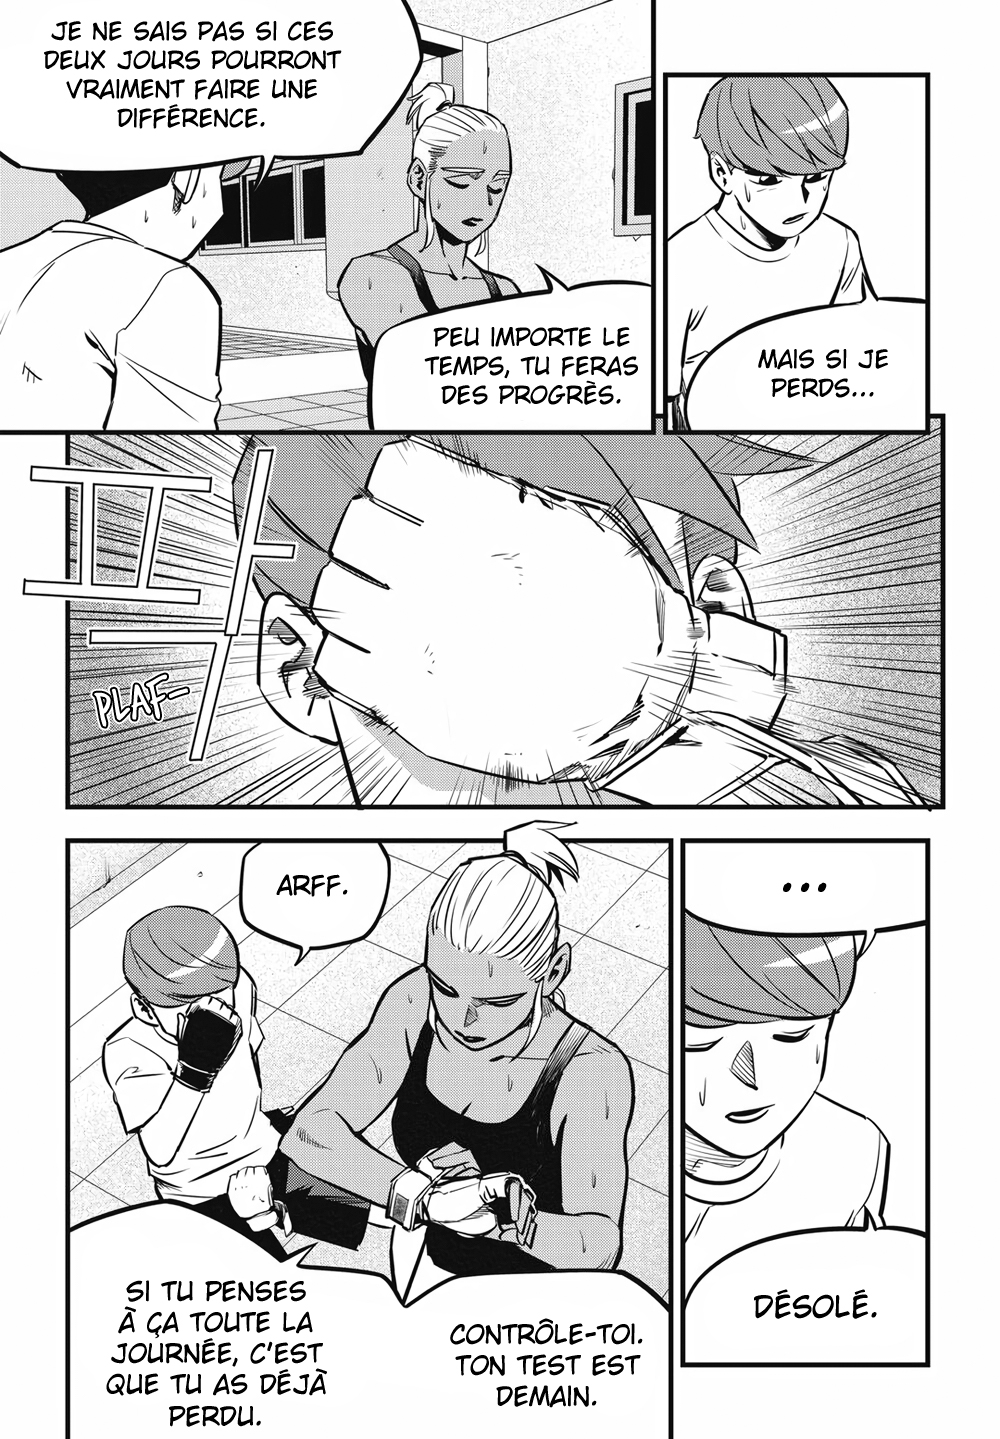 JE NE SAIS PAS SI CES
DEUX JOURS POURRONT
VRAIMENT FAIRE UNE
DIFFÉRENCE.
PEU IMPORTE LE
TEMPS, TU FERAS
DES PROGRÈS.
MAIS SI JE
PERDS...
퍽
PLAF-
ARFF.
...
SI TU PENSES
À ÇA TOUTE LA
JOURNÉE, C'EST
QUE TU AS DÉJÀ
PERDU.
CONTRÔLE-TOI.
TON TEST EST
DEMAIN.
DÉSOLÉ.